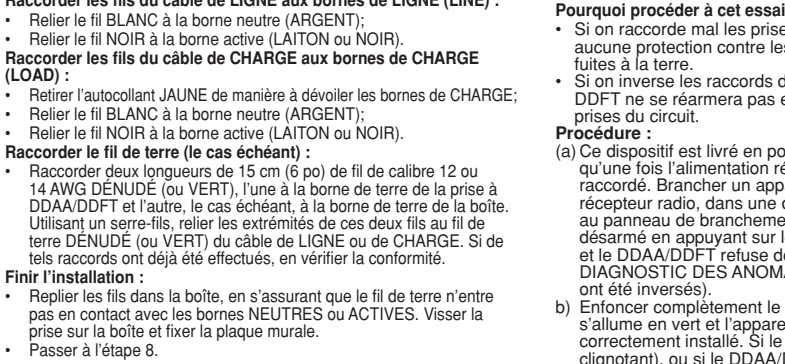 Raccorder les fils du câble de LIGNE aux bornes de LIGNE (LINE) :
• Relier le fil BLANC à la borne neutre (ARGENT);
• Relier le fil NOIR à la borne active (LAITON ou NOIR).
Raccorder les fils du câble de CHARGE aux bornes de CHARGE
(LOAD) :
• Retirer l'autocollant JAUNE de manière à dévoiler les bornes de CHARGE;
• Relier le fil BLANC à la borne neutre (ARGENT);
• Relier le fil NOIR à la borne active (LAITON ou NOIR).
Raccorder le fil de terre (le cas échéant) :
• Raccorder deux longueurs de 15 cm (6 po) de fil de calibre 12 ou
14 AWG DÉNUDÉ (ou VERT), l'une à la borne de terre de la prise à
DDAA/DDFT et l'autre, le cas échéant, à la borne de terre de la boîte.
Utilisant un serre-fils, relier les extrémités de ces deux fils au fil de
terre DÉNUDÉ (ou VERT) du câble de LIGNE ou de CHARGE. Si de
tels raccords ont déjà été effectués, en vérifier la conformité.
Finir l'installation :
• Replier les fils dans la boîte, en s'assurant que le fil de terre n'entre
pas en contact avec les bornes NEUTRES ou ACTIVES. Visser la
prise sur la boîte et fixer la plaque murale.
• Passer à l'étape 8.
Pourquoi procéder à cet essai
• Si on raccorde mal les prise
aucune protection contre les
fuites à la terre.
• Si on inverse les raccords d
DDFT ne se réarmera pas e
prises du circuit.
Procédure :
(a) Ce dispositif est livré en po
qu'une fois l'alimentation ré
raccordé. Brancher un appa
récepteur radio, dans une d
au panneau de brancheme
désarmé en appuyant sur l
et le DDAA/DDFT refuse de
DIAGNOSTIC DES ANOMA
ont été inversés).
b) Enfoncer complètement le
s'allume en vert et l'appare
correctement installé. Si le
clignotant), ou si le DDAA/